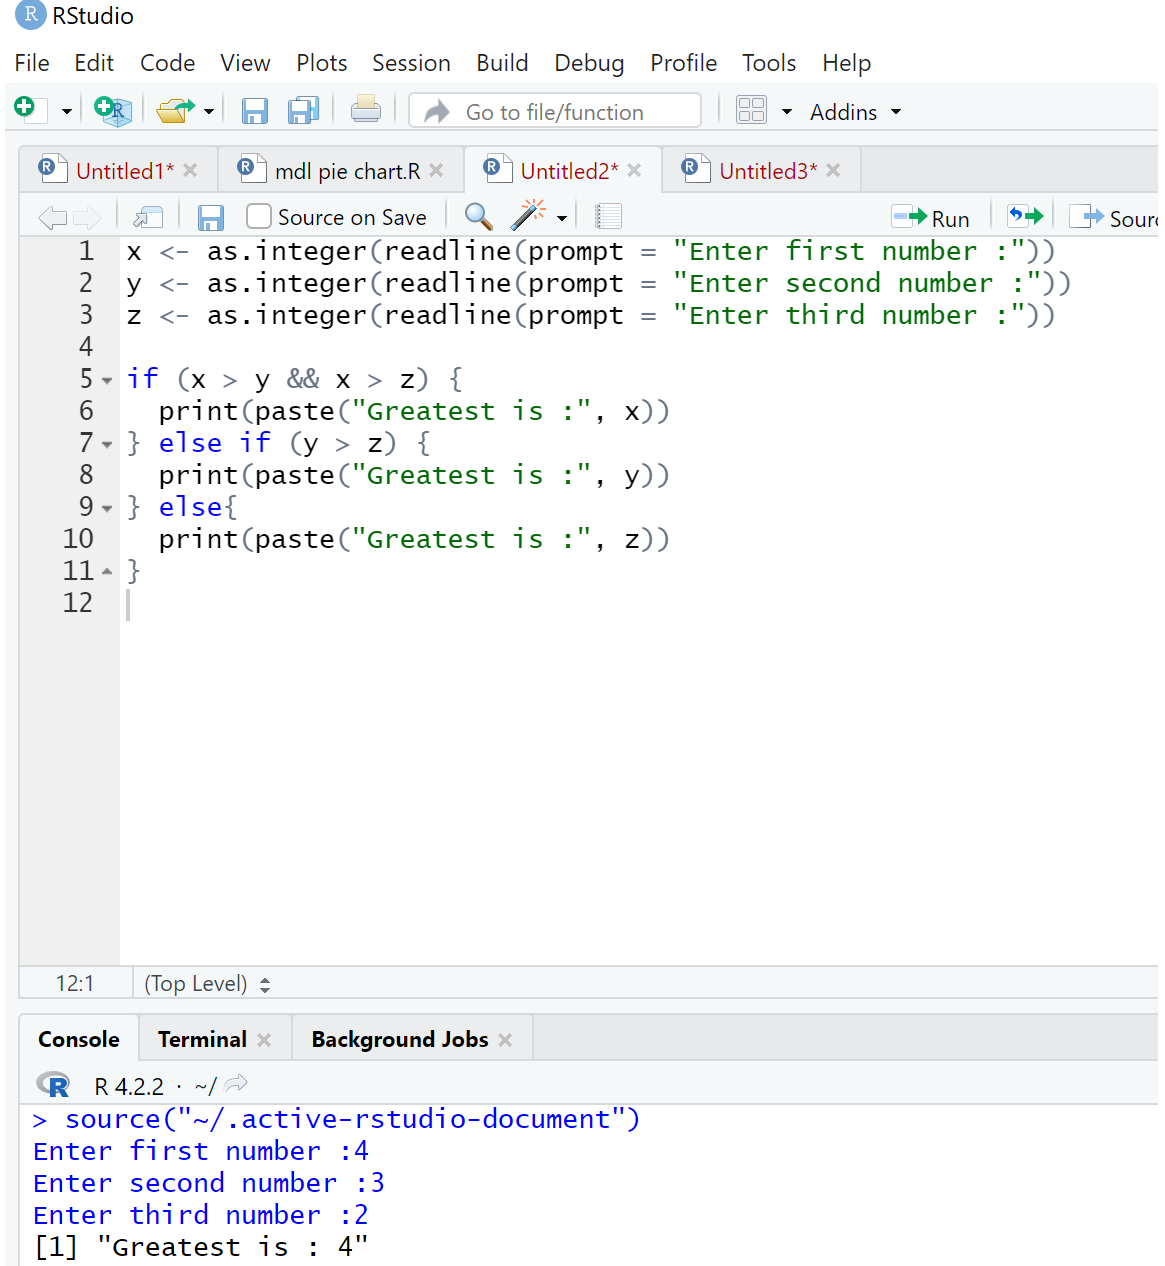 R RStudio
File Edit Code View Plots Session Build Debug Profile Tools Help
Go to file/function Addins
Untitled1* mdl pie chart.R Untitled2* Untitled3*
Source on Save Run Sourc
1 x <- as.integer(readline(prompt = "Enter first number :"))
2 y <- as.integer(readline(prompt = "Enter second number :"))
3 z <- as.integer(readline(prompt = "Enter third number :"))
4
5 if (x > y && x > z) {
6   print(paste("Greatest is :", x))
7 } else if (y > z) {
8   print(paste("Greatest is :", y))
9 } else{
10   print(paste("Greatest is :", z))
11 }
12
12:1 (Top Level)
Console Terminal Background Jobs
R R 4.2.2 · ~/
> source("~/.active-rstudio-document")
Enter first number :4
Enter second number :3
Enter third number :2
[1] "Greatest is : 4"